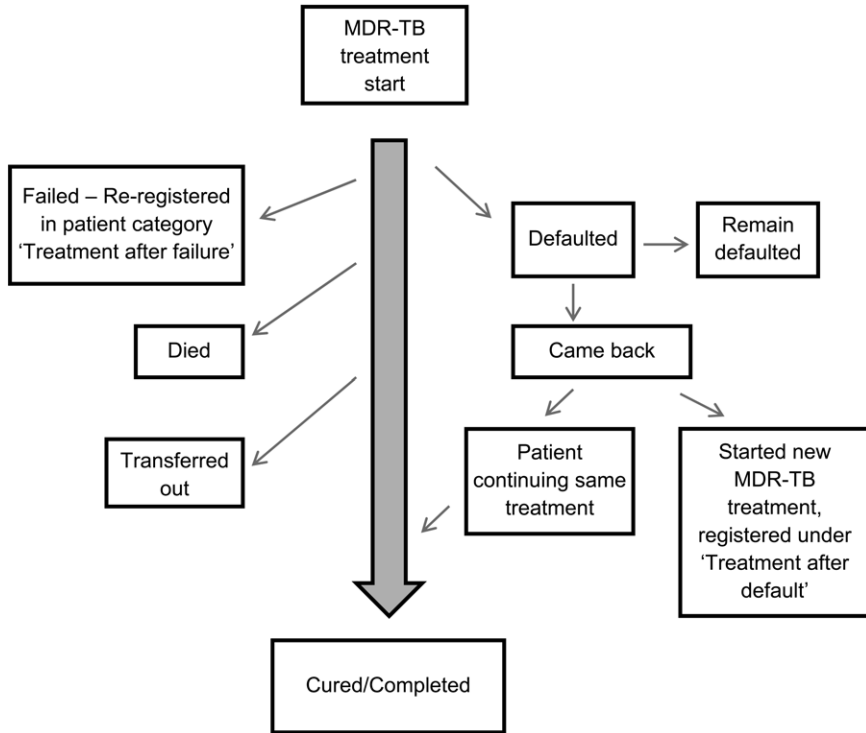 MDR-TB
treatment
start
Failed – Re-registered
in patient category
‘Treatment after failure’
Defaulted
Remain
defaulted
Died
Came back
Transferred
out
Patient
continuing same
treatment
Started new
MDR-TB
treatment,
registered under
‘Treatment after
default’
Cured/Completed